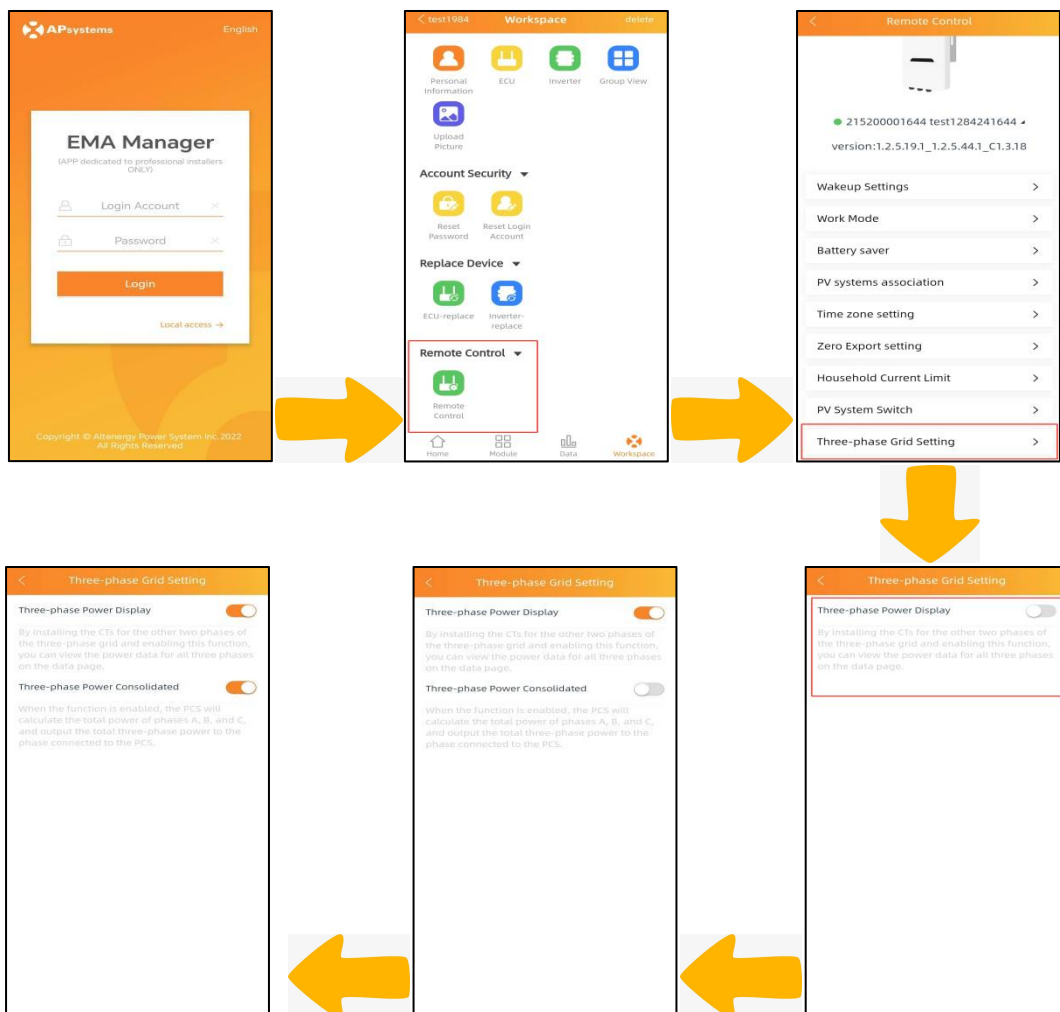 APsystems
English
EMA Manager
(APP dedicated to professional installers
ONLY)
Login Account
Password
Login
Local access →
Copyright © Altenergy Power System Inc.2022
All Rights Reserved
< test1984 Workspace delete
Personal
Information
ECU
Inverter
Group View
Upload
Picture
Account Security
Reset
Password
Reset Login
Account
Replace Device
ECU-replace
Inverter-
replace
Remote Control
Remote
Control
Home
Module
Data
Workspace
< Remote Control
215200001644 test1284241644
version:1.2.5.19.1_1.2.5.44.1_C1.3.18
Wakeup Settings >
Work Mode >
Battery saver >
PV systems association >
Time zone setting >
Zero Export setting >
Household Current Limit >
PV System Switch >
Three-phase Grid Setting >
< Three-phase Grid Setting
Three-phase Power Display
By installing the CTs for the other two phases of
the three-phase grid and enabling this function,
you can view the power data for all three phases
on the data page.
Three-phase Power Consolidated
When the function is enabled, the PCS will
calculate the total power of phases A, B, and C,
and output the total three-phase power to the
phase connected to the PCS.
< Three-phase Grid Setting
Three-phase Power Display
By installing the CTs for the other two phases of
the three-phase grid and enabling this function,
you can view the power data for all three phases
on the data page.
Three-phase Power Consolidated
When the function is enabled, the PCS will
calculate the total power of phases A, B, and C,
and output the total three-phase power to the
phase connected to the PCS.
< Three-phase Grid Setting
Three-phase Power Display
By installing the CTs for the other two phases of
the three-phase grid and enabling this function,
you can view the power data for all three phases
on the data page.